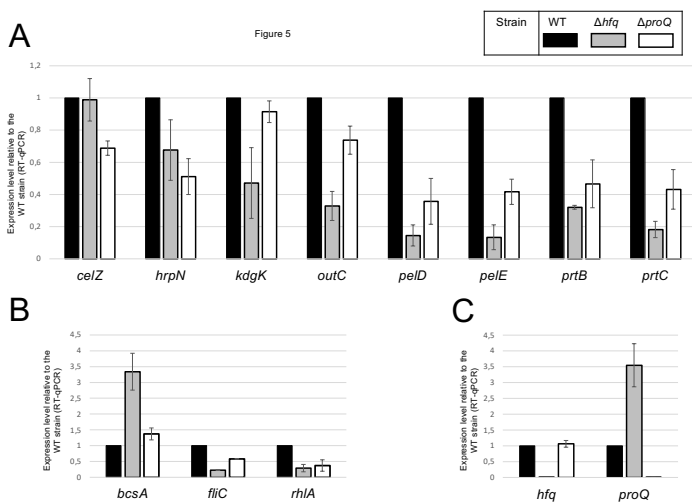 Figure 5
Strain WT Δhfq ΔproQ
A
Expression level relative to the
WT strain (RT-qPCR)
1,2
1
0,8
0,6
0,4
0,2
0
celZ hrpN kdgK outC pelD pelE prtB prtC
B
Expression level relative to the
WT strain (RT-qPCR)
4,5
4
3,5
3
2,5
2
1,5
1
0,5
0
bcsA fliC rhlA
C
Expression level relative to the
WT strain (RT-qPCR)
4,5
4
3,5
3
2,5
2
1,5
1
0,5
0
hfq proQ